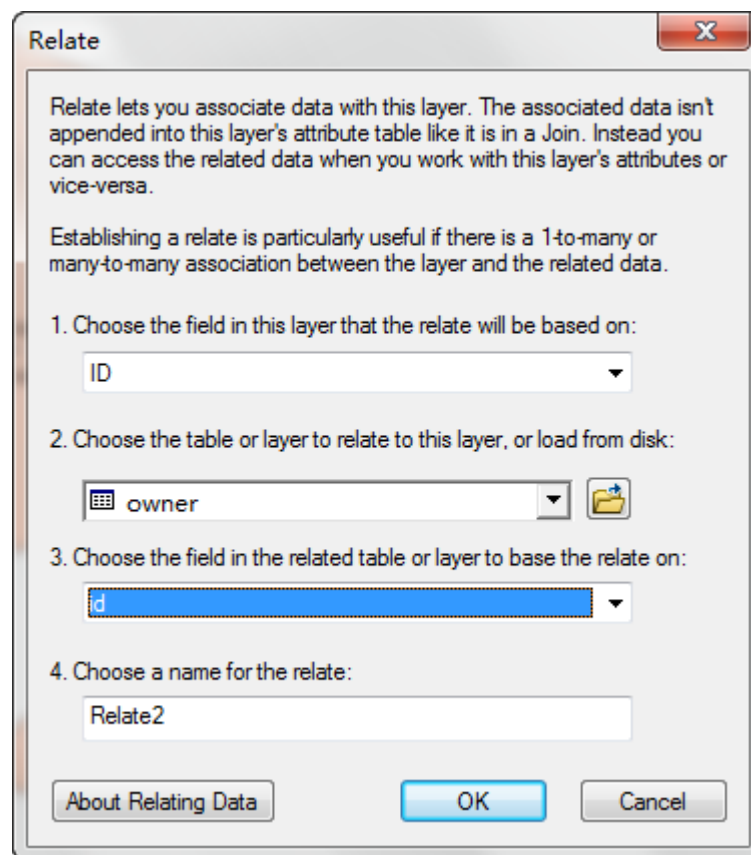 Relate
Relate lets you associate data with this layer. The associated data isn't
appended into this layer's attribute table like it is in a Join. Instead you
can access the related data when you work with this layer's attributes or
vice-versa.
Establishing a relate is particularly useful if there is a 1-to-many or
many-to-many association between the layer and the related data.
1. Choose the field in this layer that the relate will be based on:
ID
2. Choose the table or layer to relate to this layer, or load from disk:
owner
3. Choose the field in the related table or layer to base the relate on:
id
4. Choose a name for the relate:
Relate2
About Relating Data
OK
Cancel